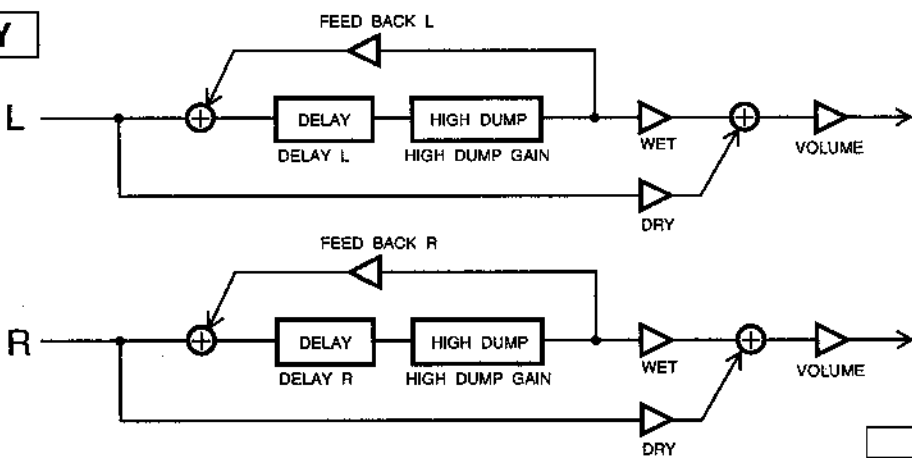 Y
FEED BACK L
L
DELAY
HIGH DUMP
DELAY L
HIGH DUMP GAIN
WET
VOLUME
DRY
FEED BACK R
R
DELAY
HIGH DUMP
DELAY R
HIGH DUMP GAIN
WET
VOLUME
DRY